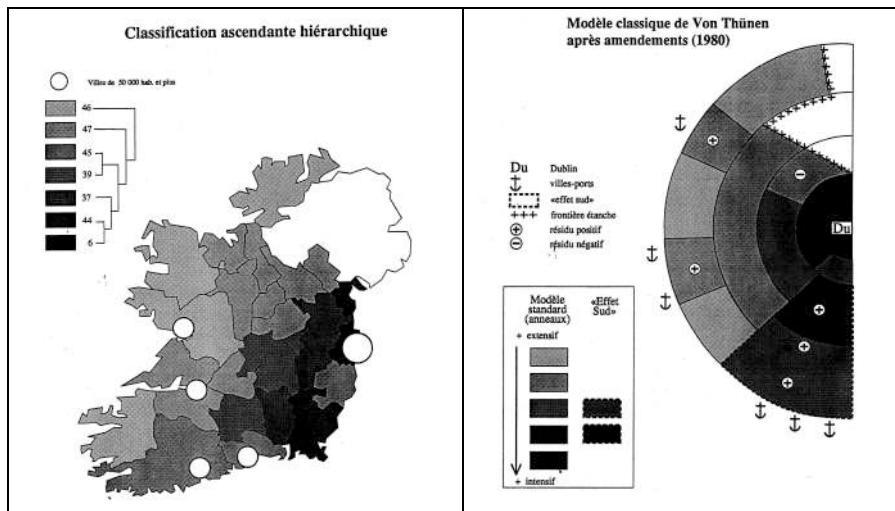 Classification ascendante hiérarchique
Villes de 50 000 hab. et plus
46
47
45
39
37
44
6
Modèle classique de Von Thünen
après amendements (1980)
Du Dublin
villes-ports
«effet sud»
+++ frontière étanche
+ résidu positif
− résidu négatif
Du
Modèle
standard
(anneaux)
«Effet
Sud»
+ extensif
+ intensif